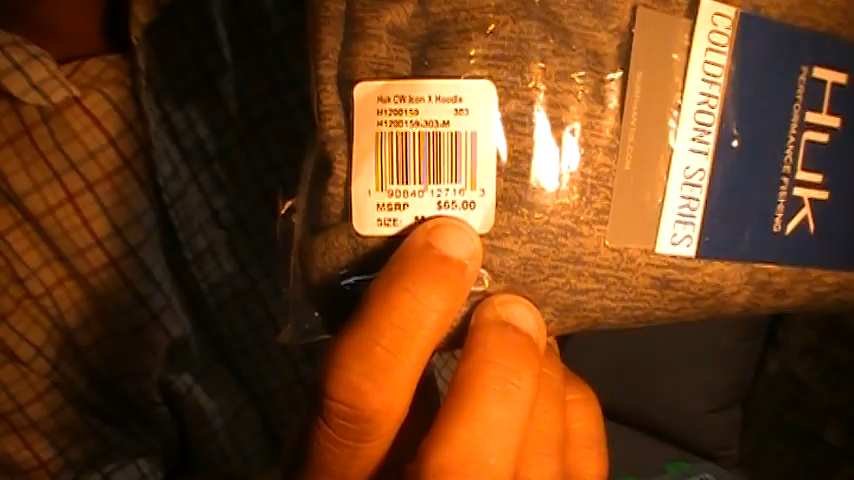 Huk CW Icon X Hoodie
H1200159 303
H1200159-303-M
1 90840 12716 3
MSRP $65.00
SIZE: M
COLDFRONT SERIES
HUK
PERFORMANCE FISHING